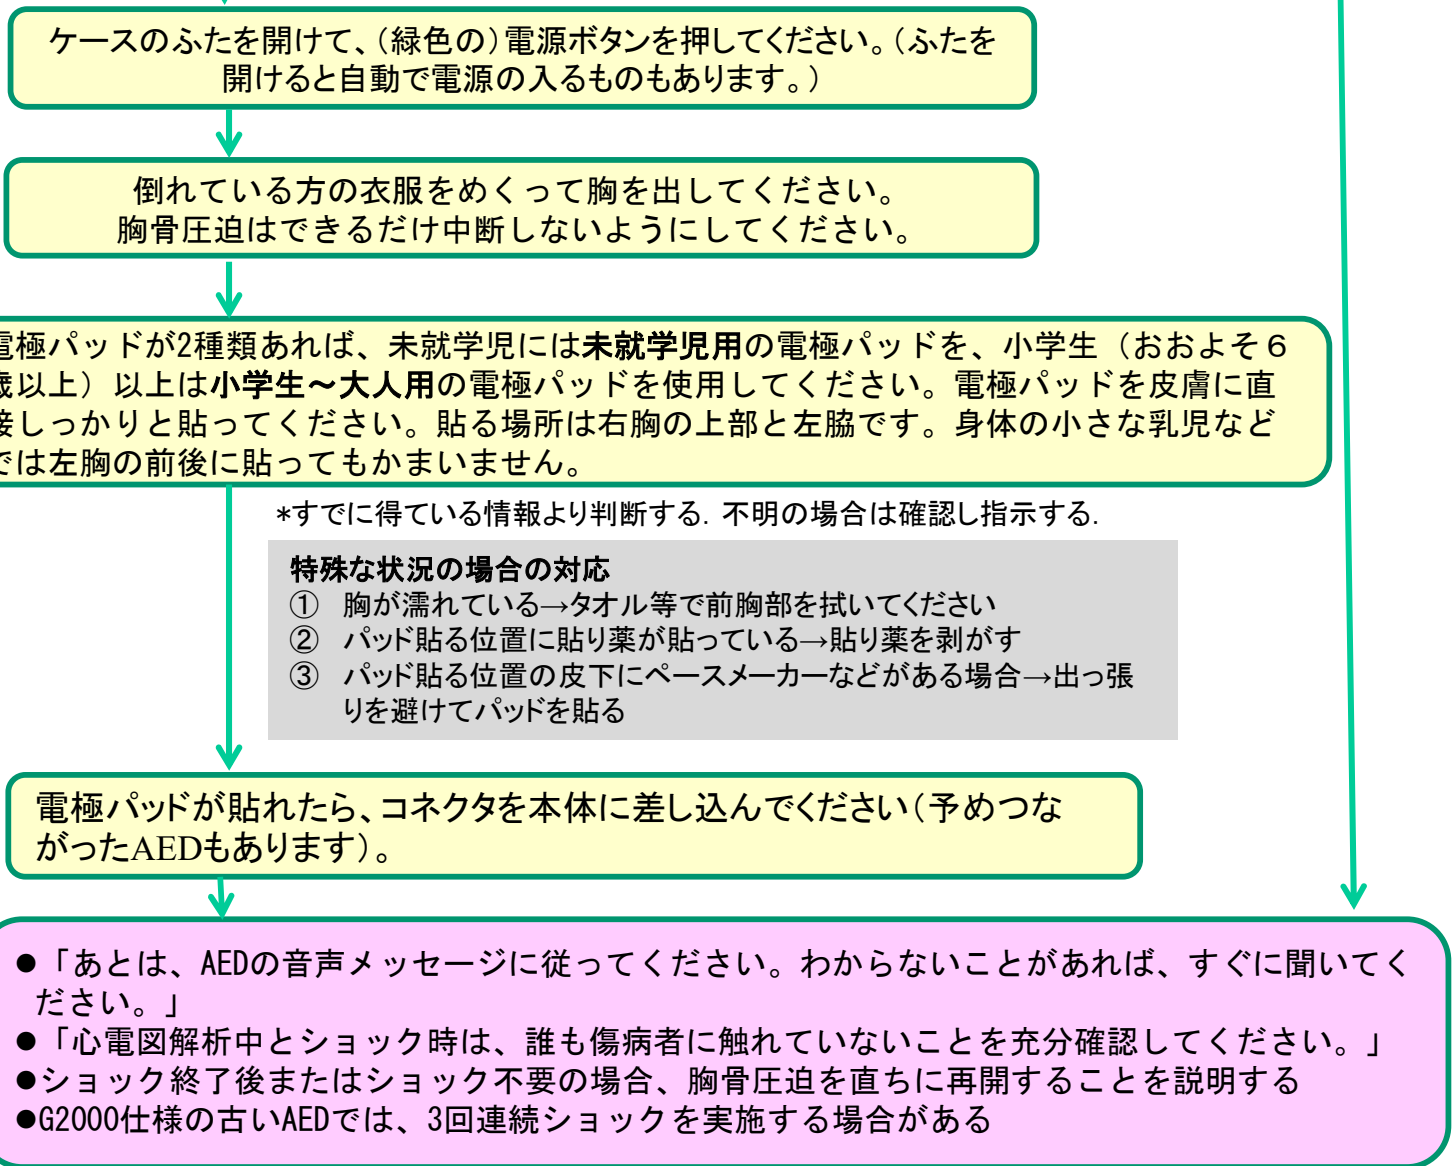 ケースのふたを開けて、（緑色の）電源ボタンを押してください。（ふたを
開けると自動で電源の入るものもあります。）
倒れている方の衣服をめくって胸を出してください。
胸骨圧迫はできるだけ中断しないようにしてください。
電極パッドが2種類あれば、未就学児には未就学児用の電極パッドを、小学生（おおよそ６
歳以上）以上は小学生～大人用の電極パッドを使用してください。電極パッドを皮膚に直
接しっかりと貼ってください。貼る場所は右胸の上部と左脇です。身体の小さな乳児など
では左胸の前後に貼ってもかまいません。
*すでに得ている情報より判断する．不明の場合は確認し指示する．
特殊な状況の場合の対応
① 胸が濡れている→タオル等で前胸部を拭いてください
② パッド貼る位置に貼り薬が貼っている→貼り薬を剥がす
③ パッド貼る位置の皮下にペースメーカーなどがある場合→出っ張
りを避けてパッドを貼る
電極パッドが貼れたら、コネクタを本体に差し込んでください（予めつな
がったAEDもあります）。
●「あとは、AEDの音声メッセージに従ってください。わからないことがあれば、すぐに聞いてく
ださい。」
●「心電図解析中とショック時は、誰も傷病者に触れていないことを充分確認してください。」
●ショック終了後またはショック不要の場合、胸骨圧迫を直ちに再開することを説明する
●G2000仕様の古いAEDでは、3回連続ショックを実施する場合がある